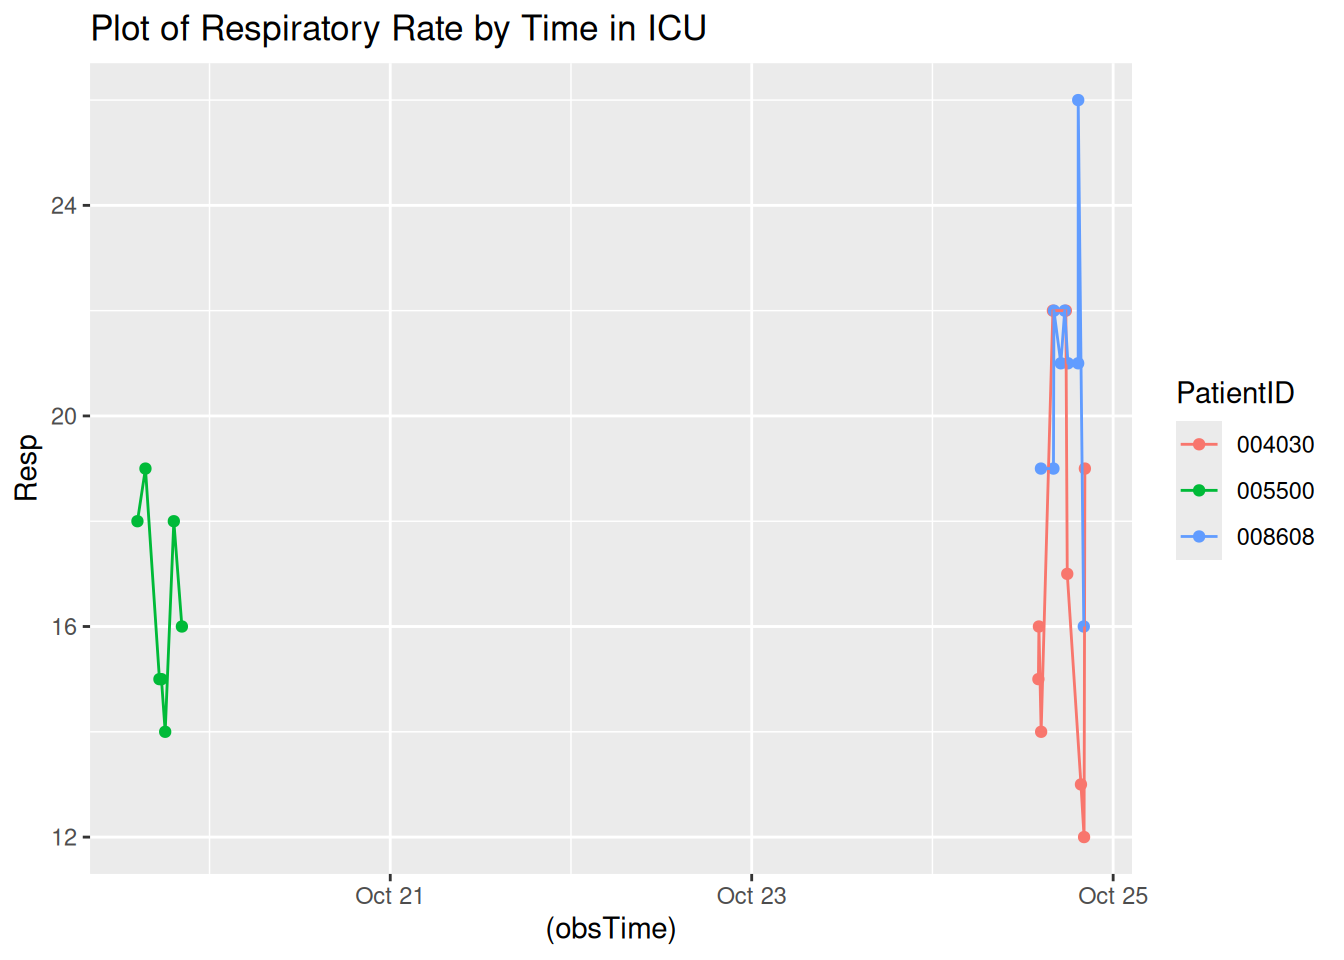 Plot of Respiratory Rate by Time in ICU
24
20
16
12
Resp
Oct 21
Oct 23
Oct 25
(obsTime)
PatientID
004030
005500
008608